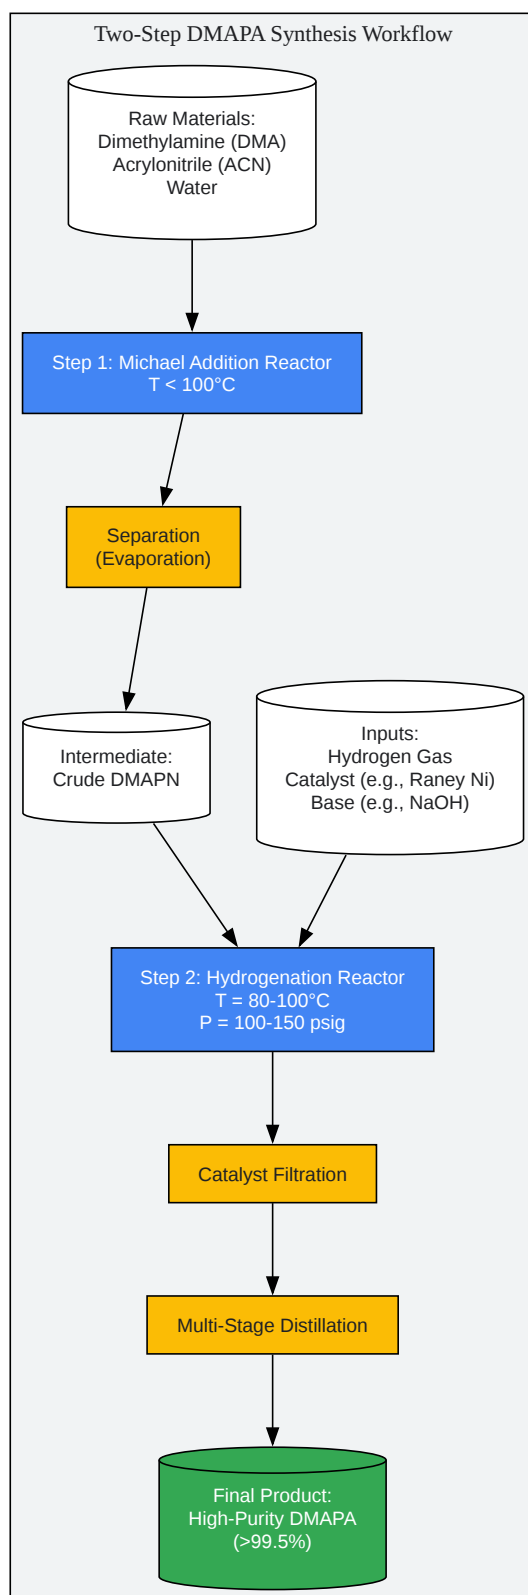 Two-Step DMAPA Synthesis Workflow
Raw Materials:
Dimethylamine (DMA)
Acrylonitrile (ACN)
Water
Step 1: Michael Addition Reactor
T < 100°C
Separation
(Evaporation)
Intermediate:
Crude DMAPN
Inputs:
Hydrogen Gas
Catalyst (e.g., Raney Ni)
Base (e.g., NaOH)
Step 2: Hydrogenation Reactor
T = 80-100°C
P = 100-150 psig
Catalyst Filtration
Multi-Stage Distillation
Final Product:
High-Purity DMAPA
(>99.5%)